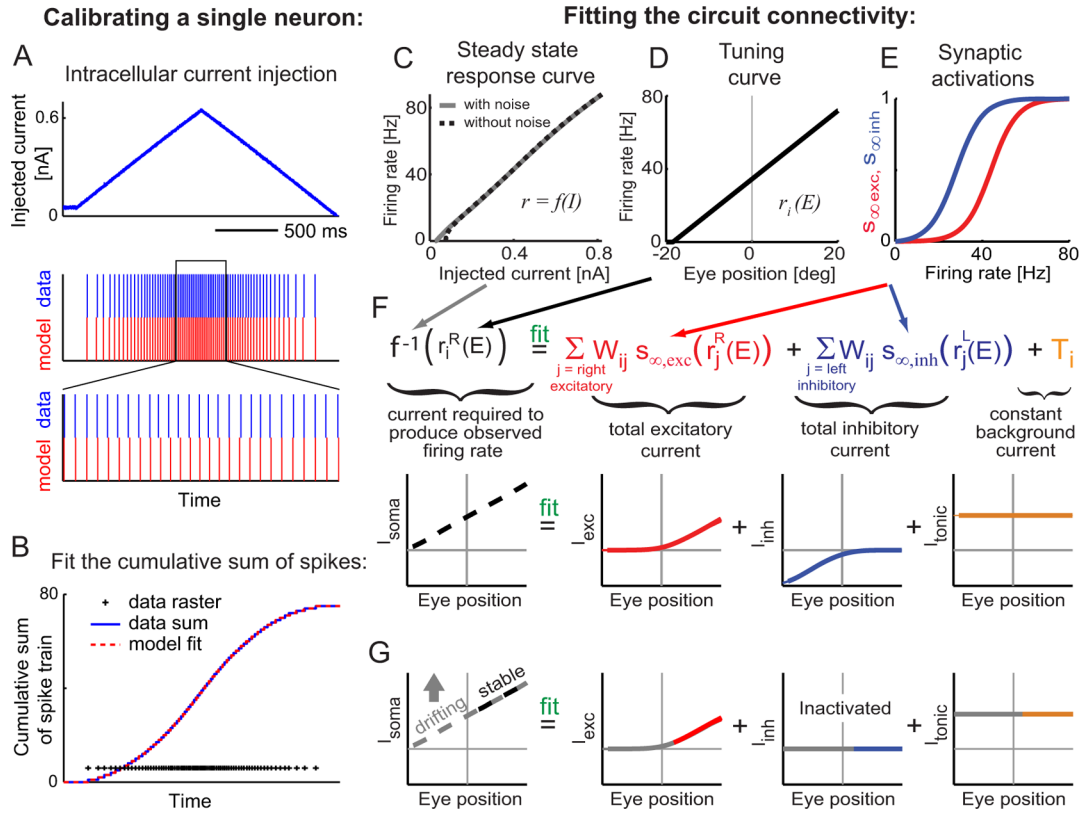 Calibrating a single neuron:
Fitting the circuit connectivity:
A
Intracellular current injection
Injected current
[nA]
0.6
0
500 ms
data
model
data
model
Time
B
Fit the cumulative sum of spikes:
Cumulative sum
of spike train
80
0
data raster
data sum
model fit
Time
C
Steady state
response curve
Firing rate [Hz]
80
40
0
with noise
without noise
r = f(I)
0 0.4 0.8
Injected current [nA]
D
Tuning
curve
Firing rate [Hz]
80
40
0
r_i (E)
-20 0 20
Eye position [deg]
E
Synaptic
activations
S∞ exc, S∞ inh
1
0
0 40 80
Firing rate [Hz]
F
f⁻¹(r_i^R(E)) fit = Σ W_ij s_∞,exc(r_j^R(E)) + Σ W_ij s_∞,inh(r_j^L(E)) + T_i
j = right
excitatory
j = left
inhibitory
current required to
produce observed
firing rate
total excitatory
current
total inhibitory
current
constant
background
current
I_soma fit = I_exc + I_inh + I_tonic
Eye position Eye position Eye position Eye position
G
I_soma drifting stable fit = I_exc + I_inh Inactivated + I_tonic
Eye position Eye position Eye position Eye position